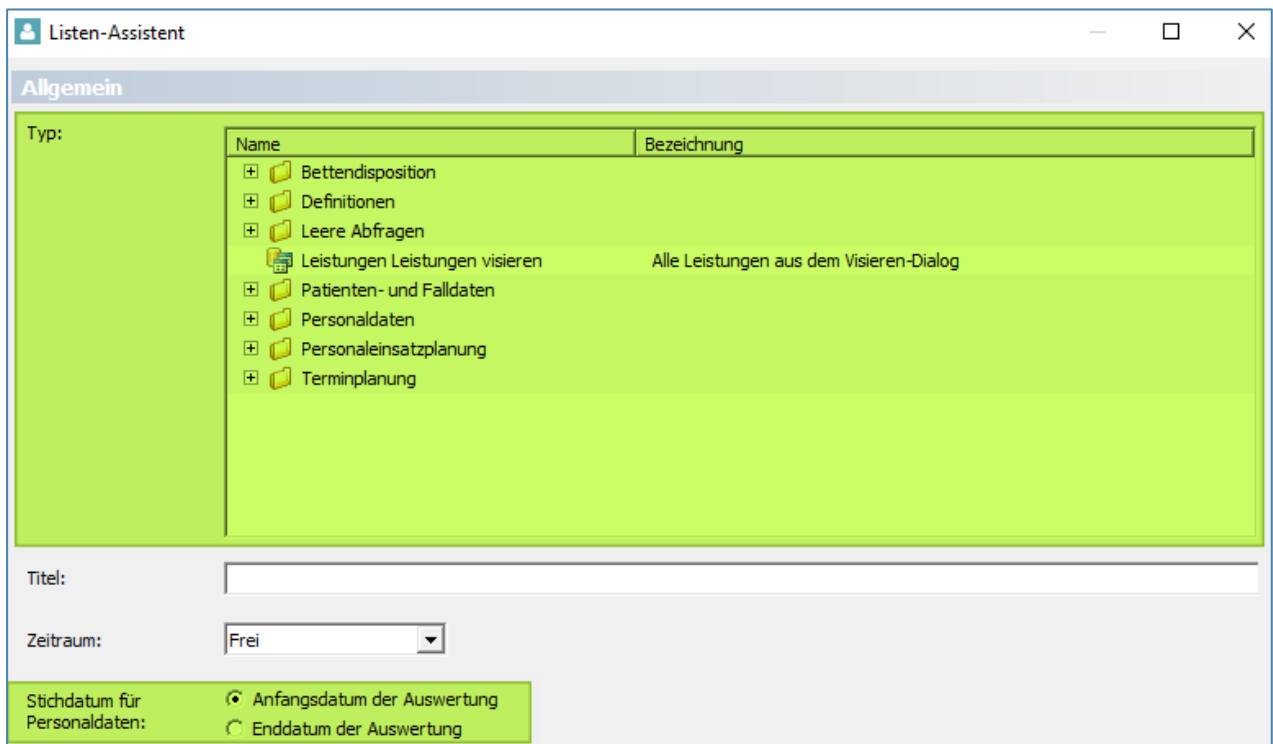 Listen-Assistent
Allgemein
Typ:
Name Bezeichnung
Bettendisposition
Definitionen
Leere Abfragen
Leistungen Leistungen visieren Alle Leistungen aus dem Visieren-Dialog
Patienten- und Falldaten
Personaldaten
Personaleinsatzplanung
Terminplanung
Titel:
Zeitraum: Frei
Stichdatum für Personaldaten:
Anfangsdatum der Auswertung
Enddatum der Auswertung